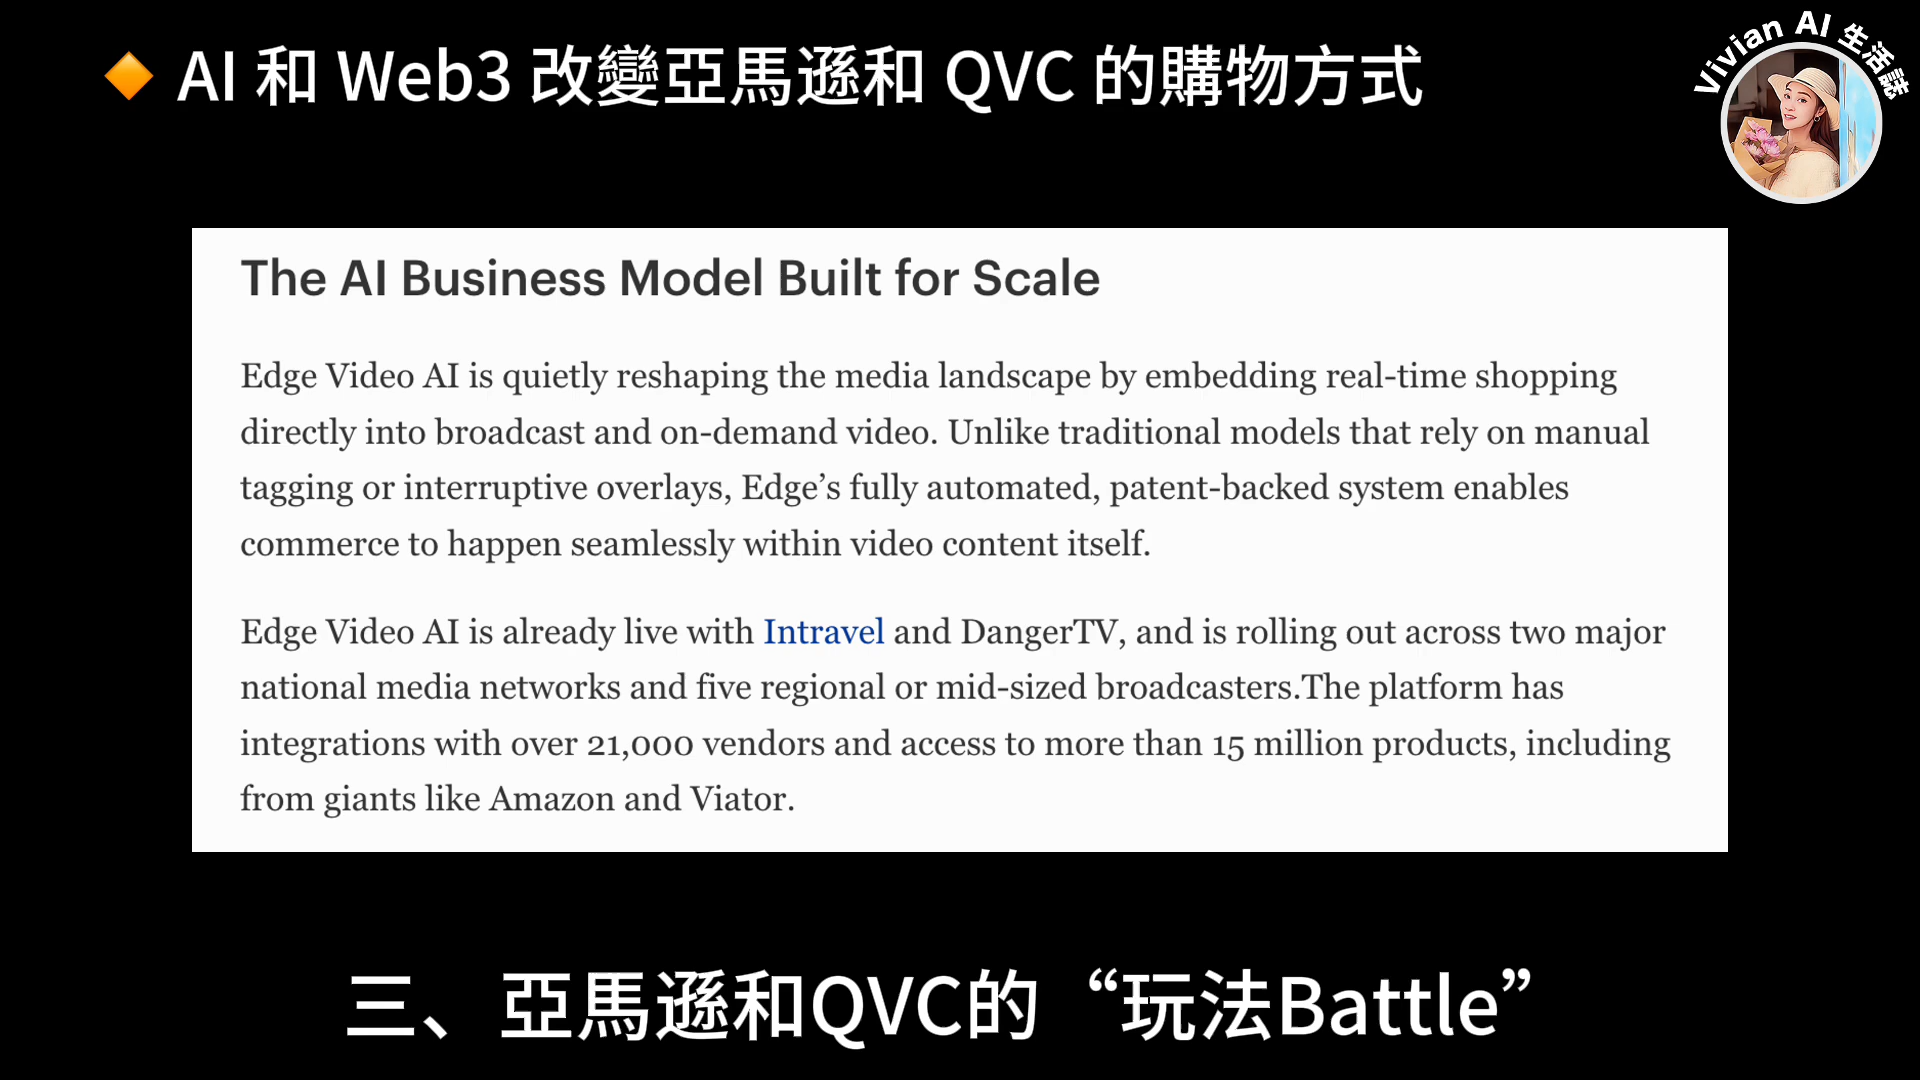 🔶 AI 和 Web3 改變亞馬遜和 QVC 的購物方式
Vivian AI 生活誌
The AI Business Model Built for Scale
Edge Video AI is quietly reshaping the media landscape by embedding real-time shopping
directly into broadcast and on-demand video. Unlike traditional models that rely on manual
tagging or interruptive overlays, Edge’s fully automated, patent-backed system enables
commerce to happen seamlessly within video content itself.
Edge Video AI is already live with Intravel and DangerTV, and is rolling out across two major
national media networks and five regional or mid-sized broadcasters.The platform has
integrations with over 21,000 vendors and access to more than 15 million products, including
from giants like Amazon and Viator.
三、亞馬遜和QVC的“玩法Battle”